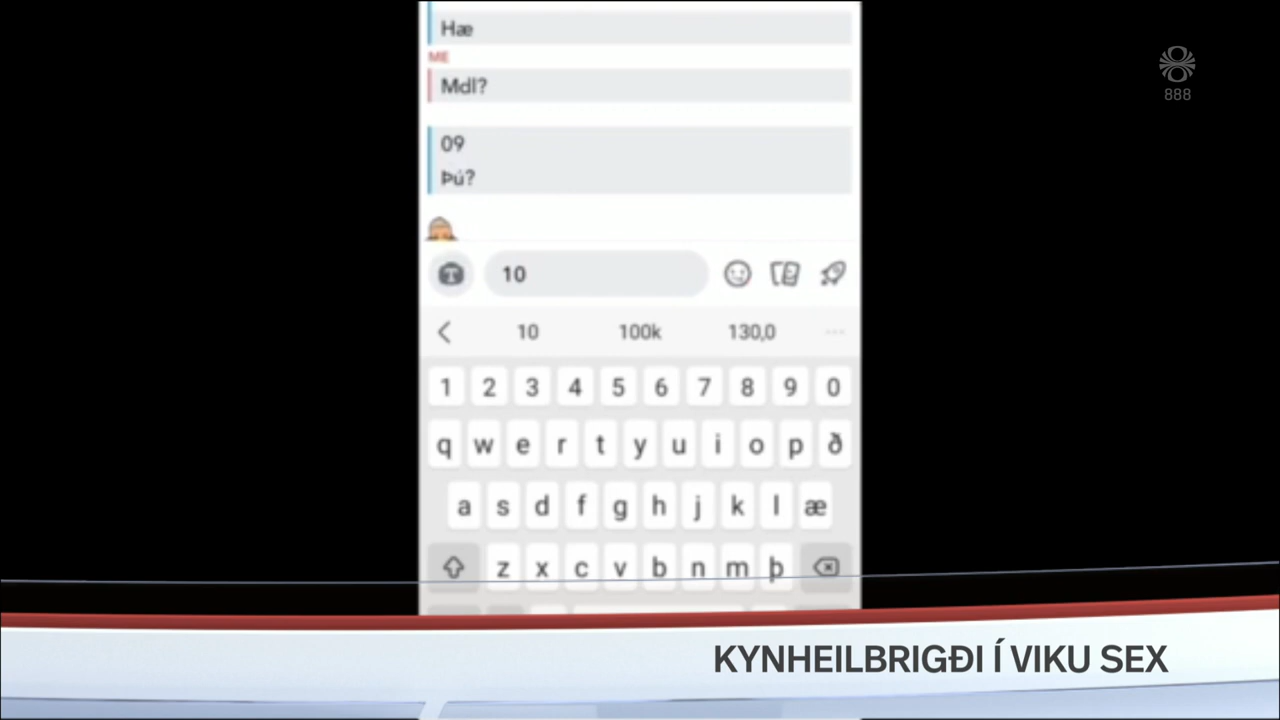 Hæ
888
ME
Mdl?
09
Þú?
10
10 100k 130,0 ...
1 2 3 4 5 6 7 8 9 0
q w e r t y u i o p ð
a s d f g h j k l æ
z x c v b n m þ
KYNHEILBRIGÐI Í VIKU SEX